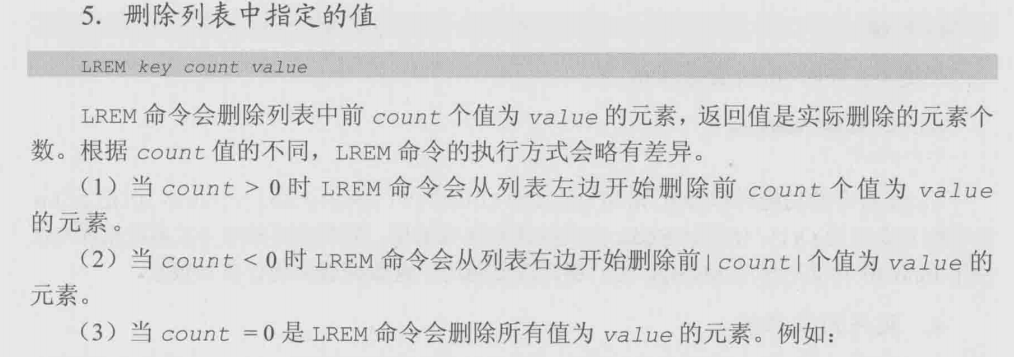 5. 删除列表中指定的值
LREM key count value
LREM 命令会删除列表中前 count 个值为 value 的元素，返回值是实际删除的元素个
数。根据 count 值的不同，LREM 命令的执行方式会略有差异。
（1）当 count > 0 时 LREM 命令会从列表左边开始删除前 count 个值为 value
的元素。
（2）当 count < 0 时 LREM 命令会从列表右边开始删除前|count|个值为 value 的
元素。
（3）当 count =0 是 LREM 命令会删除所有值为 value 的元素。例如：